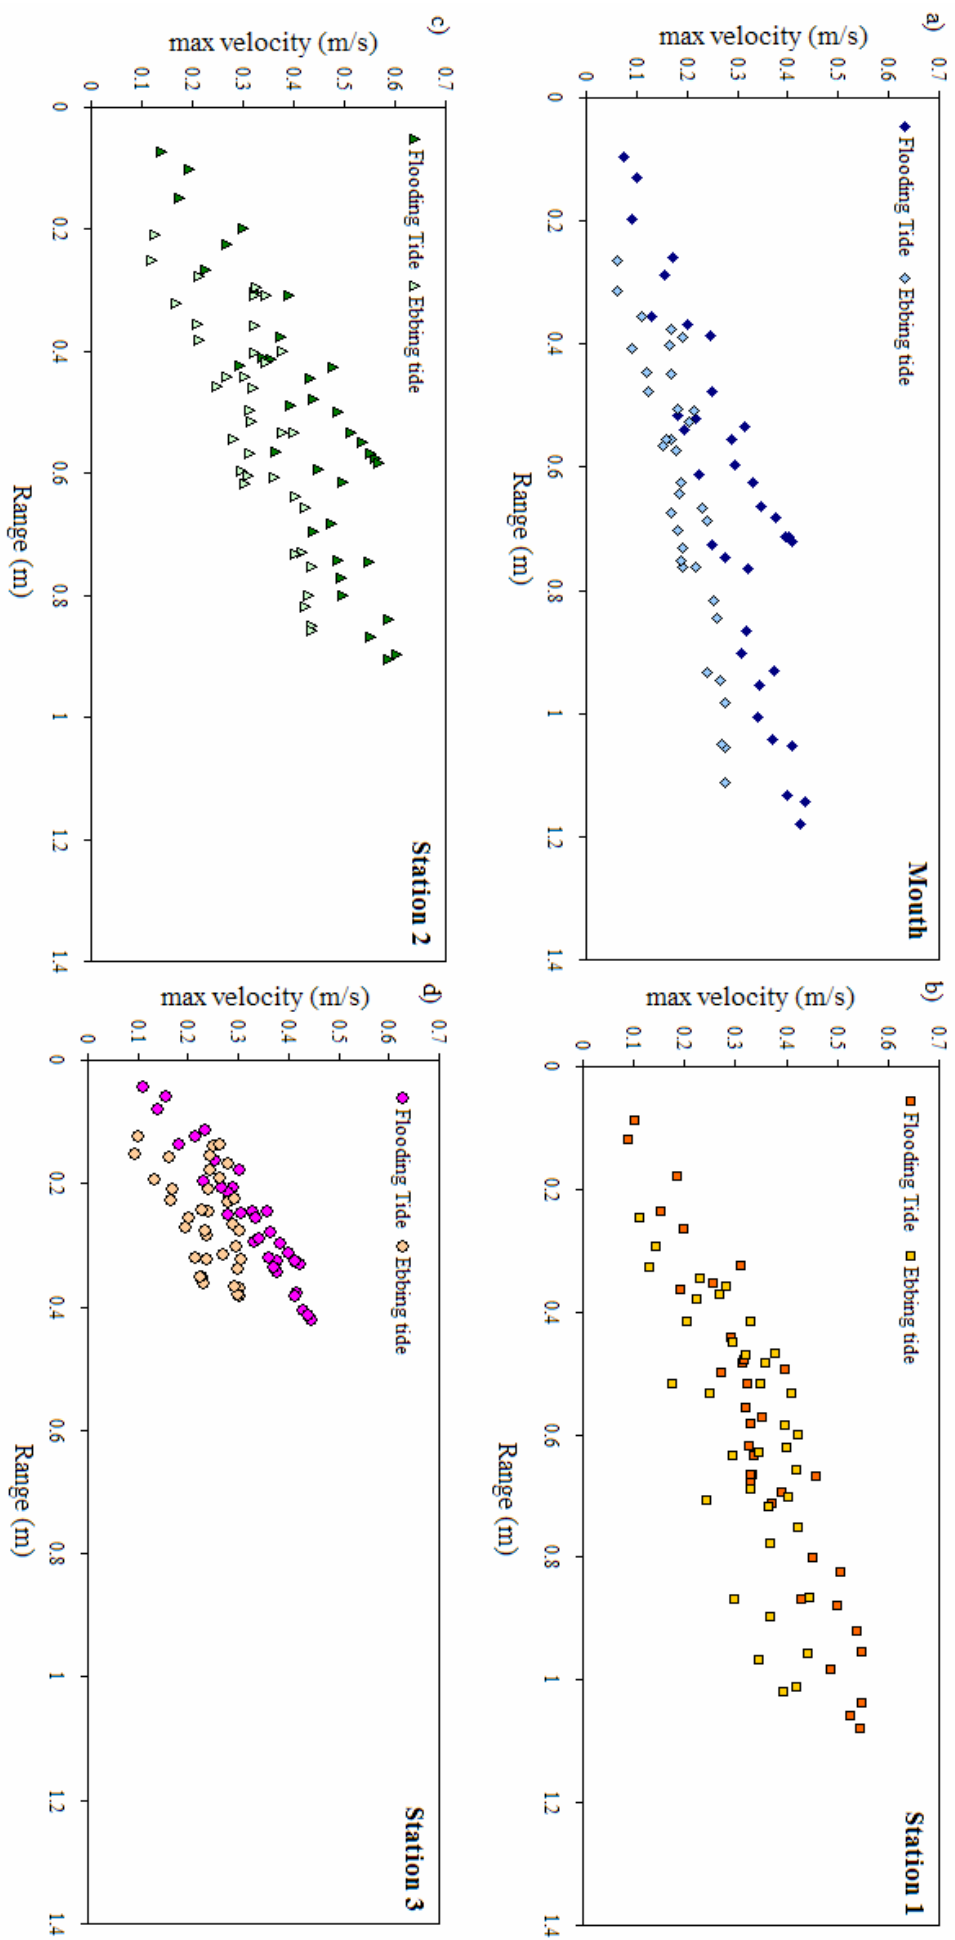 a)
max velocity (m/s)
0.7
0.6
0.5
0.4
0.3
0.2
0.1
0
◆ Flooding Tide ◆ Ebbing tide
Mouth
0 0.2 0.4 0.6 0.8 1 1.2 1.4
Range (m)
b)
max velocity (m/s)
0.7
0.6
0.5
0.4
0.3
0.2
0.1
0
Flooding Tide Ebbing tide
Station 1
0 0.2 0.4 0.6 0.8 1 1.2 1.4
Range (m)
c)
max velocity (m/s)
0.7
0.6
0.5
0.4
0.3
0.2
0.1
0
Flooding Tide Ebbing tide
Station 2
0 0.2 0.4 0.6 0.8 1 1.2 1.4
Range (m)
d)
max velocity (m/s)
0.7
0.6
0.5
0.4
0.3
0.2
0.1
0
Flooding Tide Ebbing tide
Station 3
0 0.2 0.4 0.6 0.8 1 1.2 1.4
Range (m)